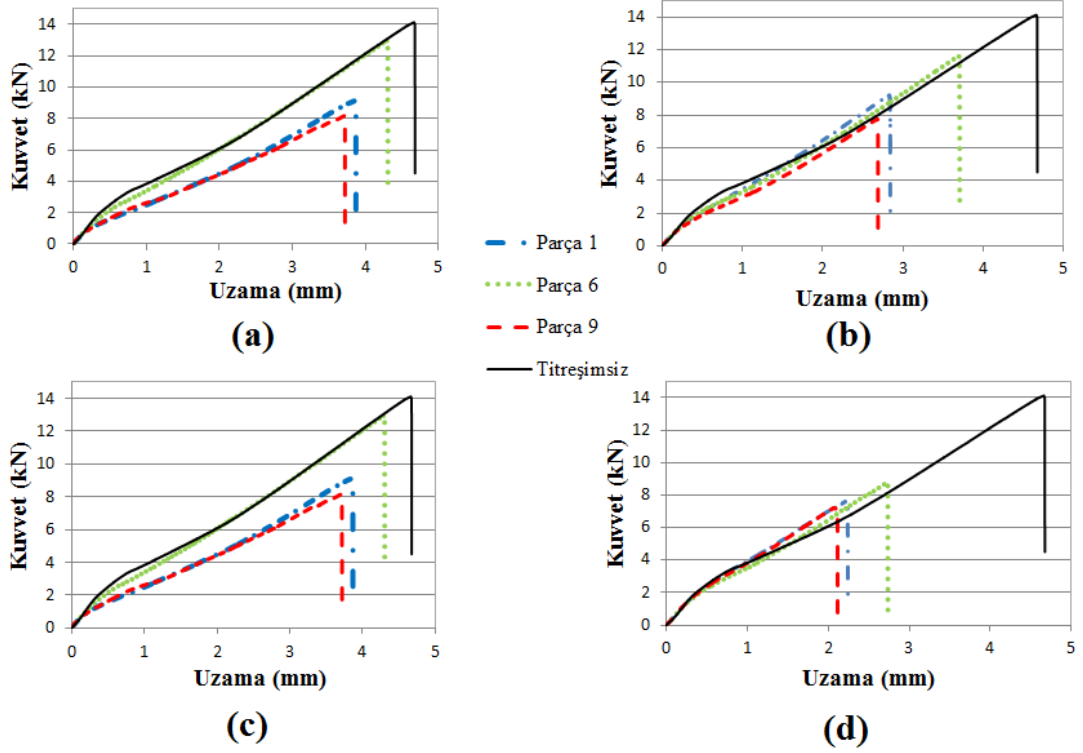 Kuvvet (kN)
14
12
10
8
6
4
2
0
0 1 2 3 4 5
Uzama (mm)
(a)
Kuvvet (kN)
14
12
10
8
6
4
2
0
0 1 2 3 4 5
Uzama (mm)
(b)
Parça 1
Parça 6
Parça 9
Titreşimsiz
Kuvvet (kN)
14
12
10
8
6
4
2
0
0 1 2 3 4 5
Uzama (mm)
(c)
Kuvvet (kN)
14
12
10
8
6
4
2
0
0 1 2 3 4 5
Uzama (mm)
(d)